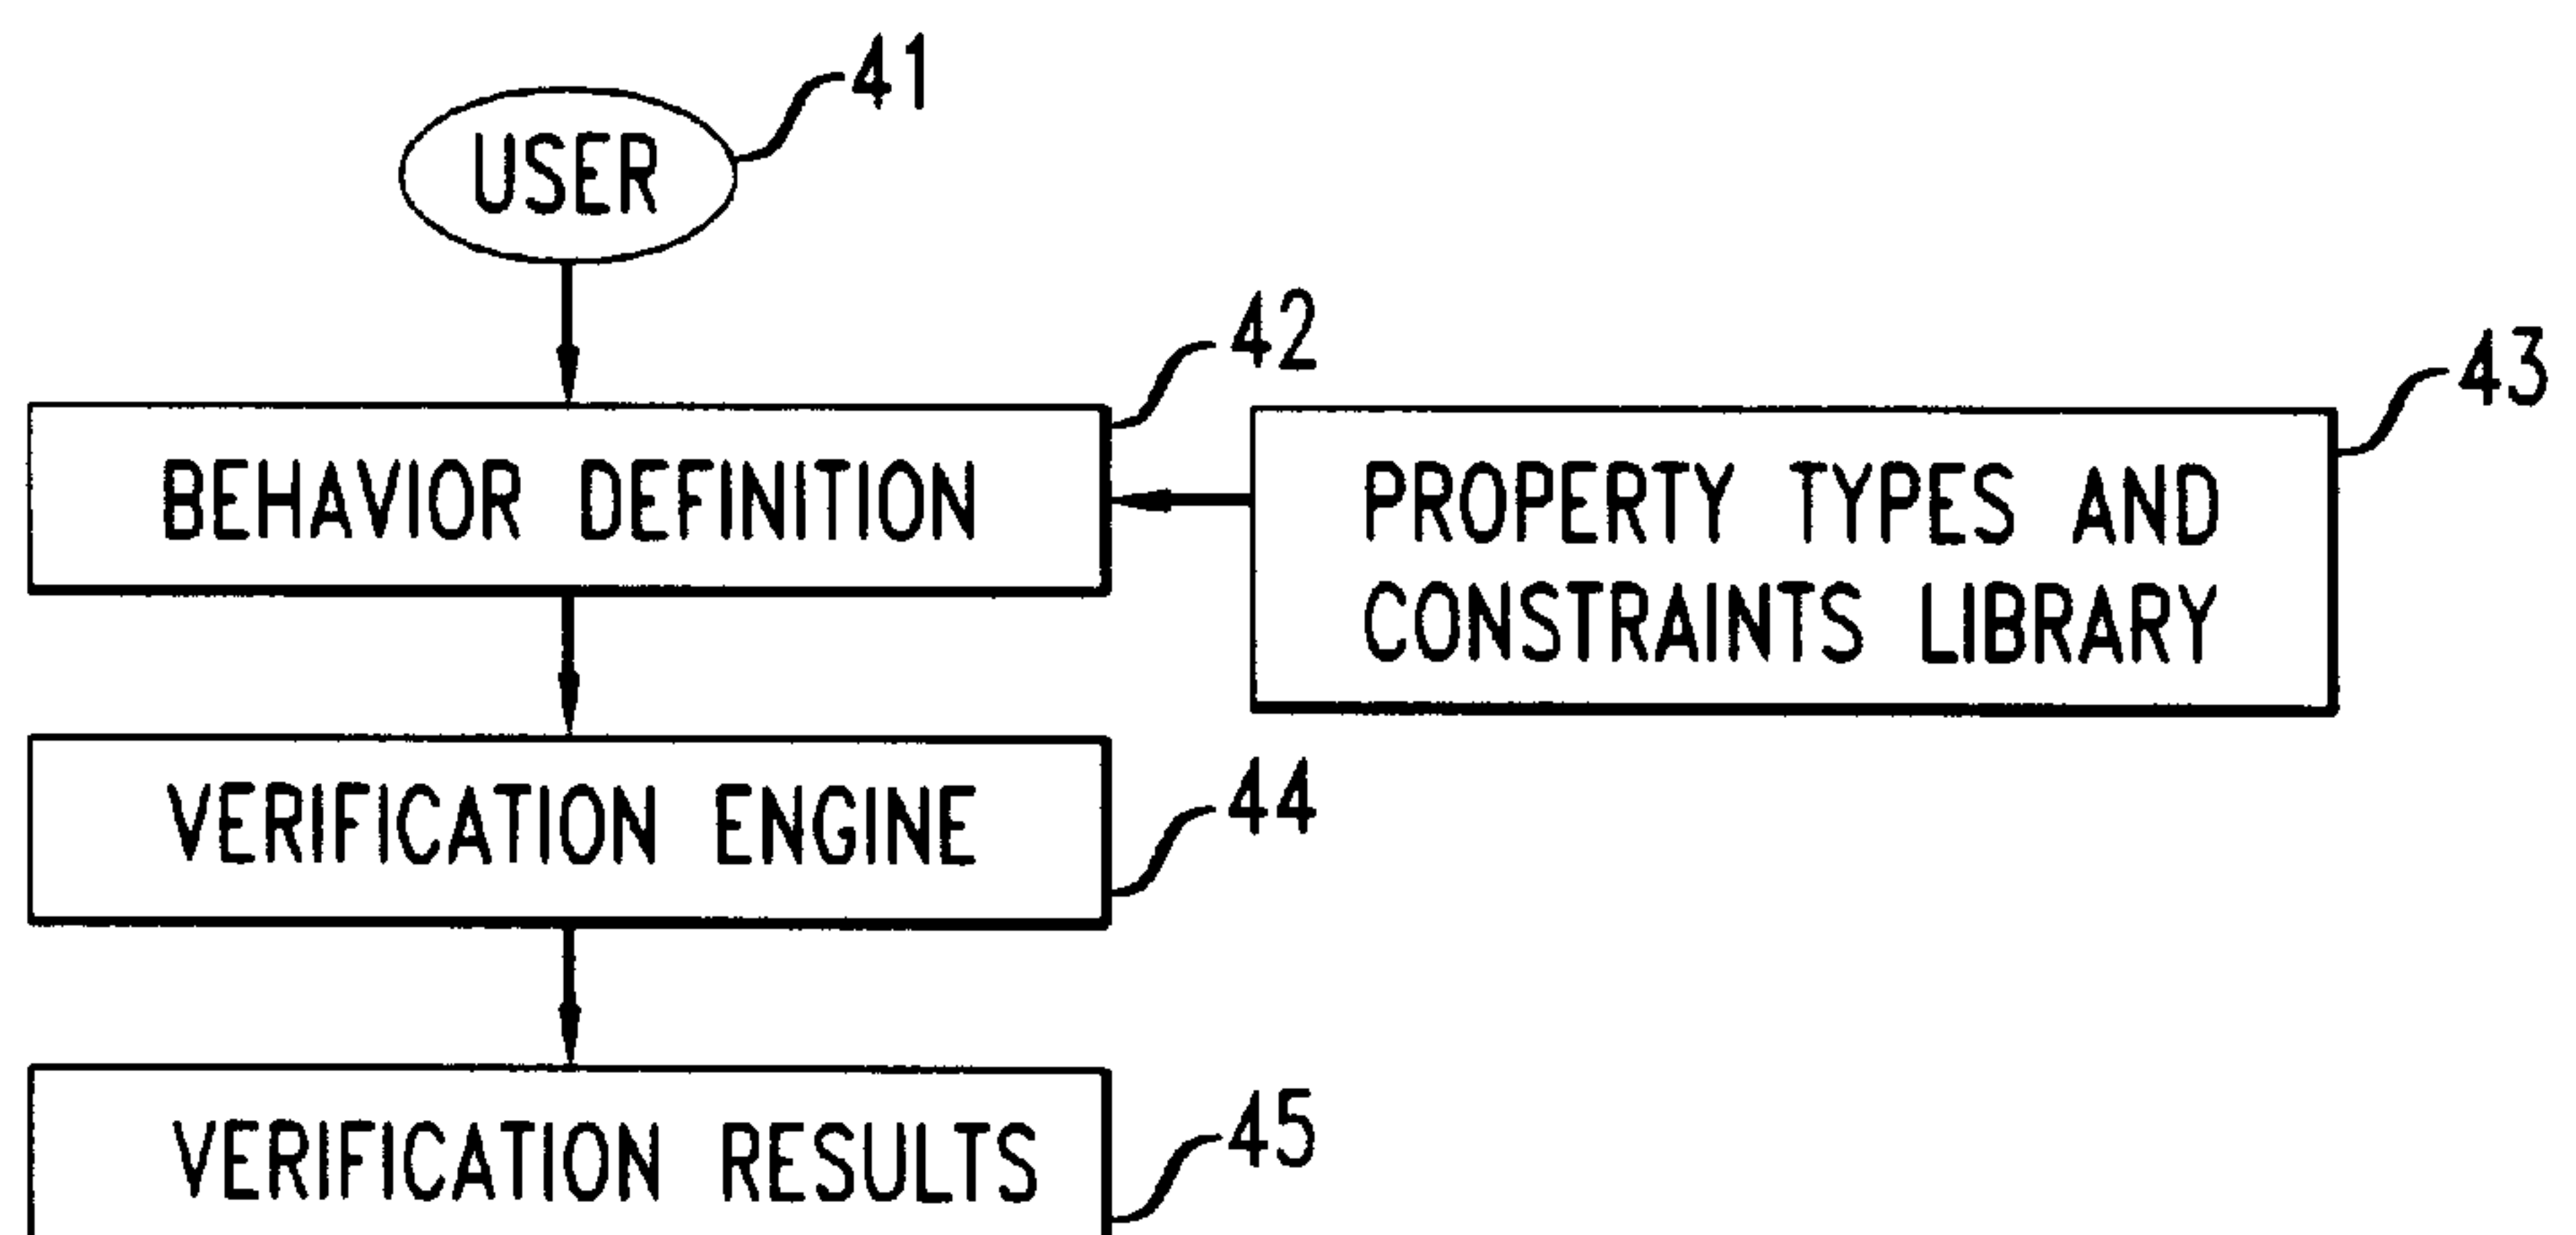 41
USER
42
43
BEHAVIOR DEFINITION
PROPERTY TYPES AND
CONSTRAINTS LIBRARY
44
VERIFICATION ENGINE
45
VERIFICATION RESULTS